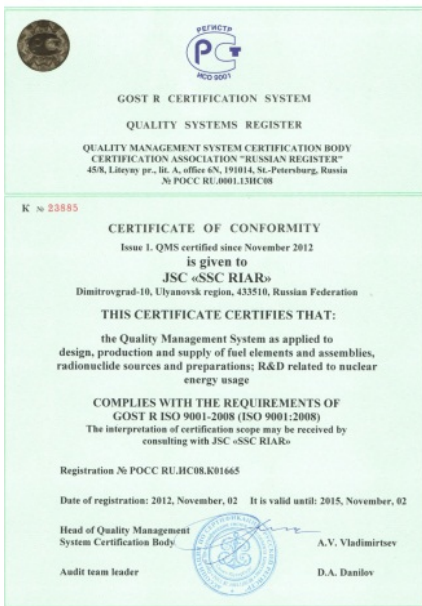 РЕГИСТР
РСТ
ИСО 9001
GOST R CERTIFICATION SYSTEM
QUALITY SYSTEMS REGISTER
QUALITY MANAGEMENT SYSTEM CERTIFICATION BODY
CERTIFICATION ASSOCIATION "RUSSIAN REGISTER"
45/8, Liteyny pr., lit. A, office 6N, 191014, St.-Petersburg, Russia
№ РОСС RU.0001.13ИС08
К № 23885
CERTIFICATE OF CONFORMITY
Issue 1. QMS certified since November 2012
is given to
JSC «SSC RIAR»
Dimitrovgrad-10, Ulyanovsk region, 433510, Russian Federation
THIS CERTIFICATE CERTIFIES THAT:
the Quality Management System as applied to
design, production and supply of fuel elements and assemblies,
radionuclide sources and preparations; R&D related to nuclear
energy usage
COMPLIES WITH THE REQUIREMENTS OF
GOST R ISO 9001-2008 (ISO 9001:2008)
The interpretation of certification scope may be received by
consulting with JSC «SSC RIAR»
Registration № РОСС RU.ИС08.К01665
Date of registration: 2012, November, 02 It is valid until: 2015, November, 02
Head of Quality Management
System Certification Body
A.V. Vladimirtsev
Audit team leader
D.A. Danilov